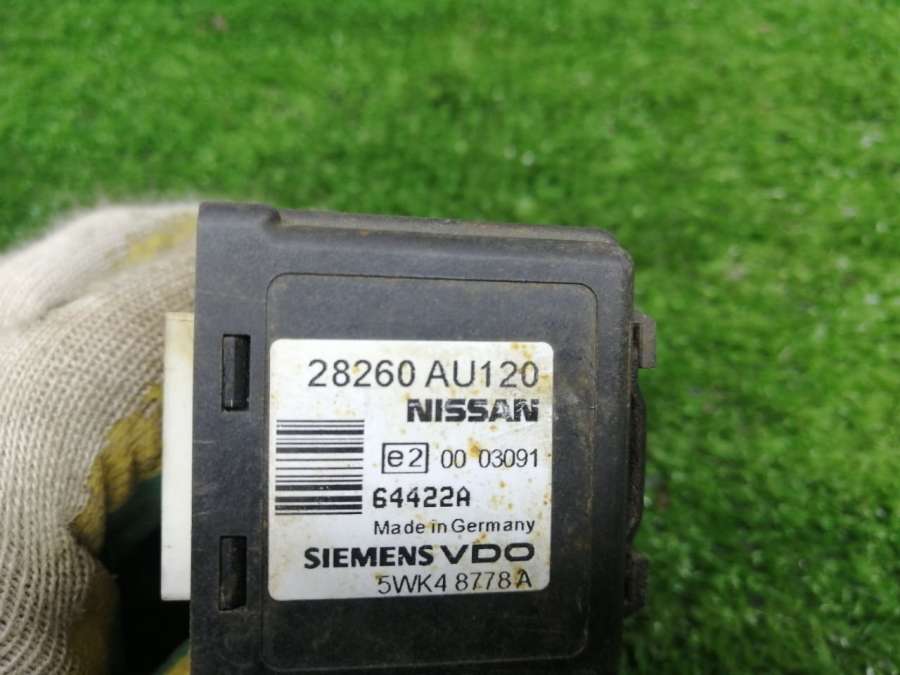 28260 AU120
NISSAN
e2 00 03091
64422A
Made in Germany
SIEMENS VDO
5WK4 8778A